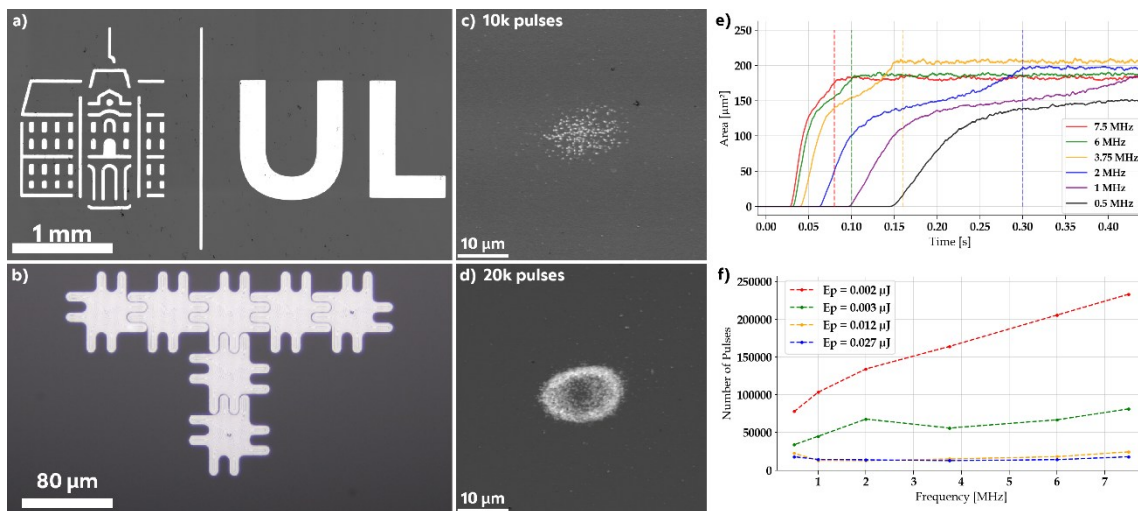 a)
UL
1 mm
b)
80 μm
c) 10k pulses
10 μm
d) 20k pulses
10 μm
e)
250
200
150
100
50
0
Area [μm²]
0.00 0.05 0.10 0.15 0.20 0.25 0.30 0.35 0.40
Time [s]
7.5 MHz
6 MHz
3.75 MHz
2 MHz
1 MHz
0.5 MHz
f)
250000
200000
150000
100000
50000
0
Number of Pulses
Ep = 0.002 μJ
Ep = 0.003 μJ
Ep = 0.012 μJ
Ep = 0.027 μJ
1 2 3 4 5 6 7
Frequency [MHz]